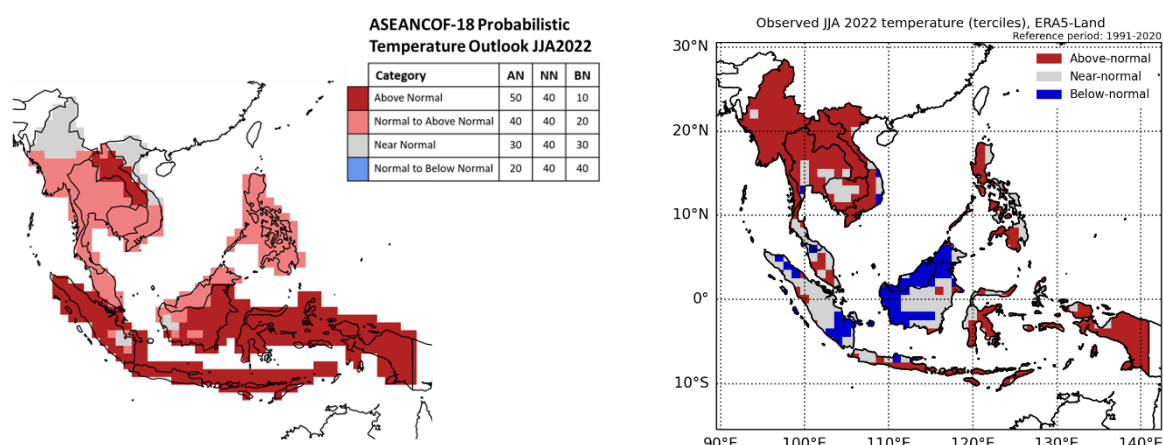 ASEANCOF-18 Probabilistic
Temperature Outlook JJA2022
Category AN NN BN
Above Normal 50 40 10
Normal to Above Normal 40 40 20
Near Normal 30 40 30
Normal to Below Normal 20 40 40
Observed JJA 2022 temperature (terciles), ERA5-Land
Reference period: 1991-2020
Above-normal
Near-normal
Below-normal
30°N
20°N
10°N
0°
10°S
90°E 100°E 110°E 120°E 130°E 140°E